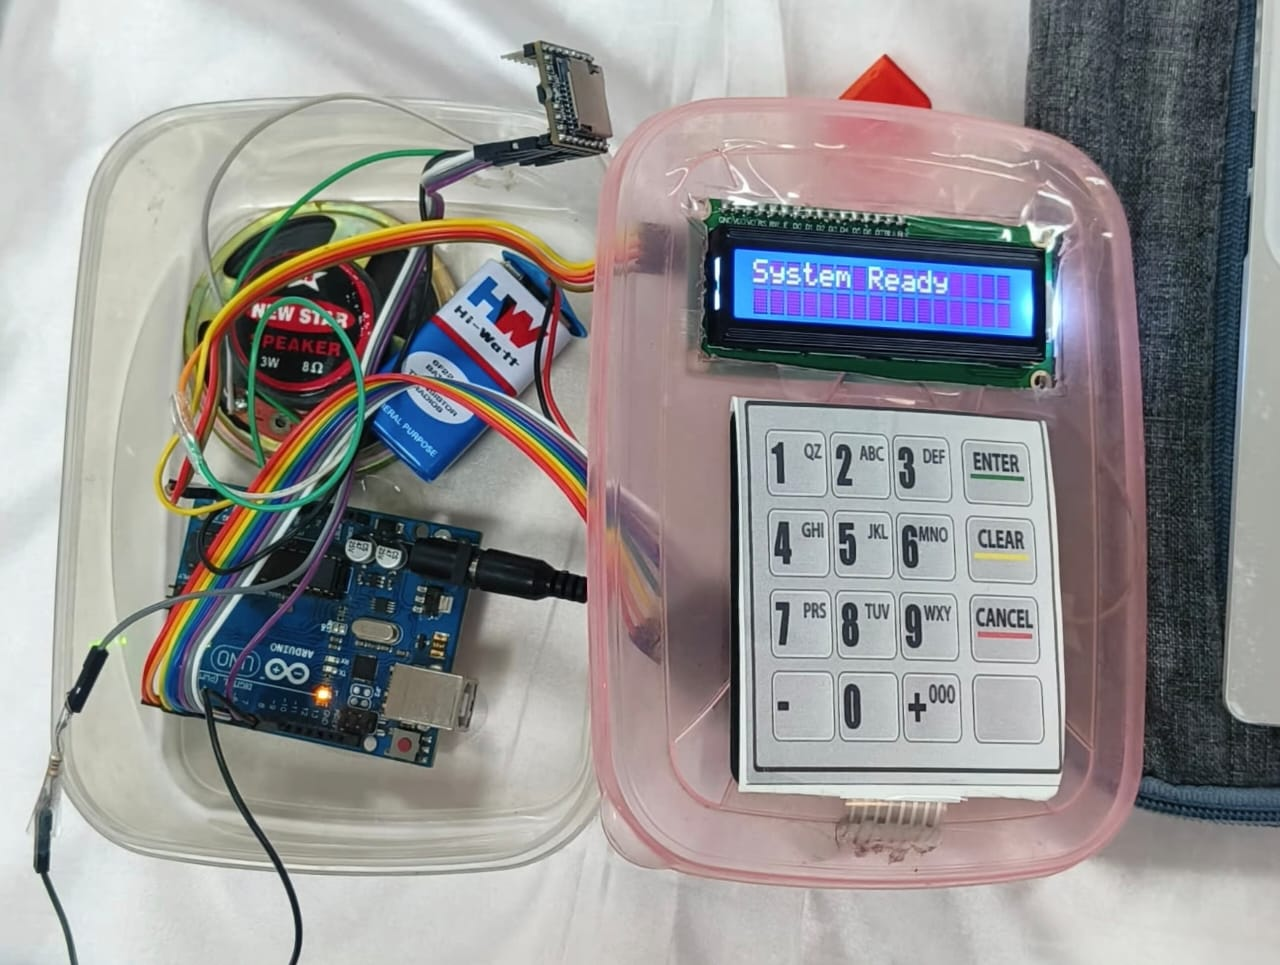 System Ready
NEW STAR
SPEAKER
3W 8Ω
HW
Hi-Watt
6F22
GENERAL PURPOSE
1 QZ 2 ABC 3 DEF ENTER
4 GHI 5 JKL 6 MNO CLEAR
7 PRS 8 TUV 9 WXY CANCEL
- 0 +000
UNO
ARDUINO